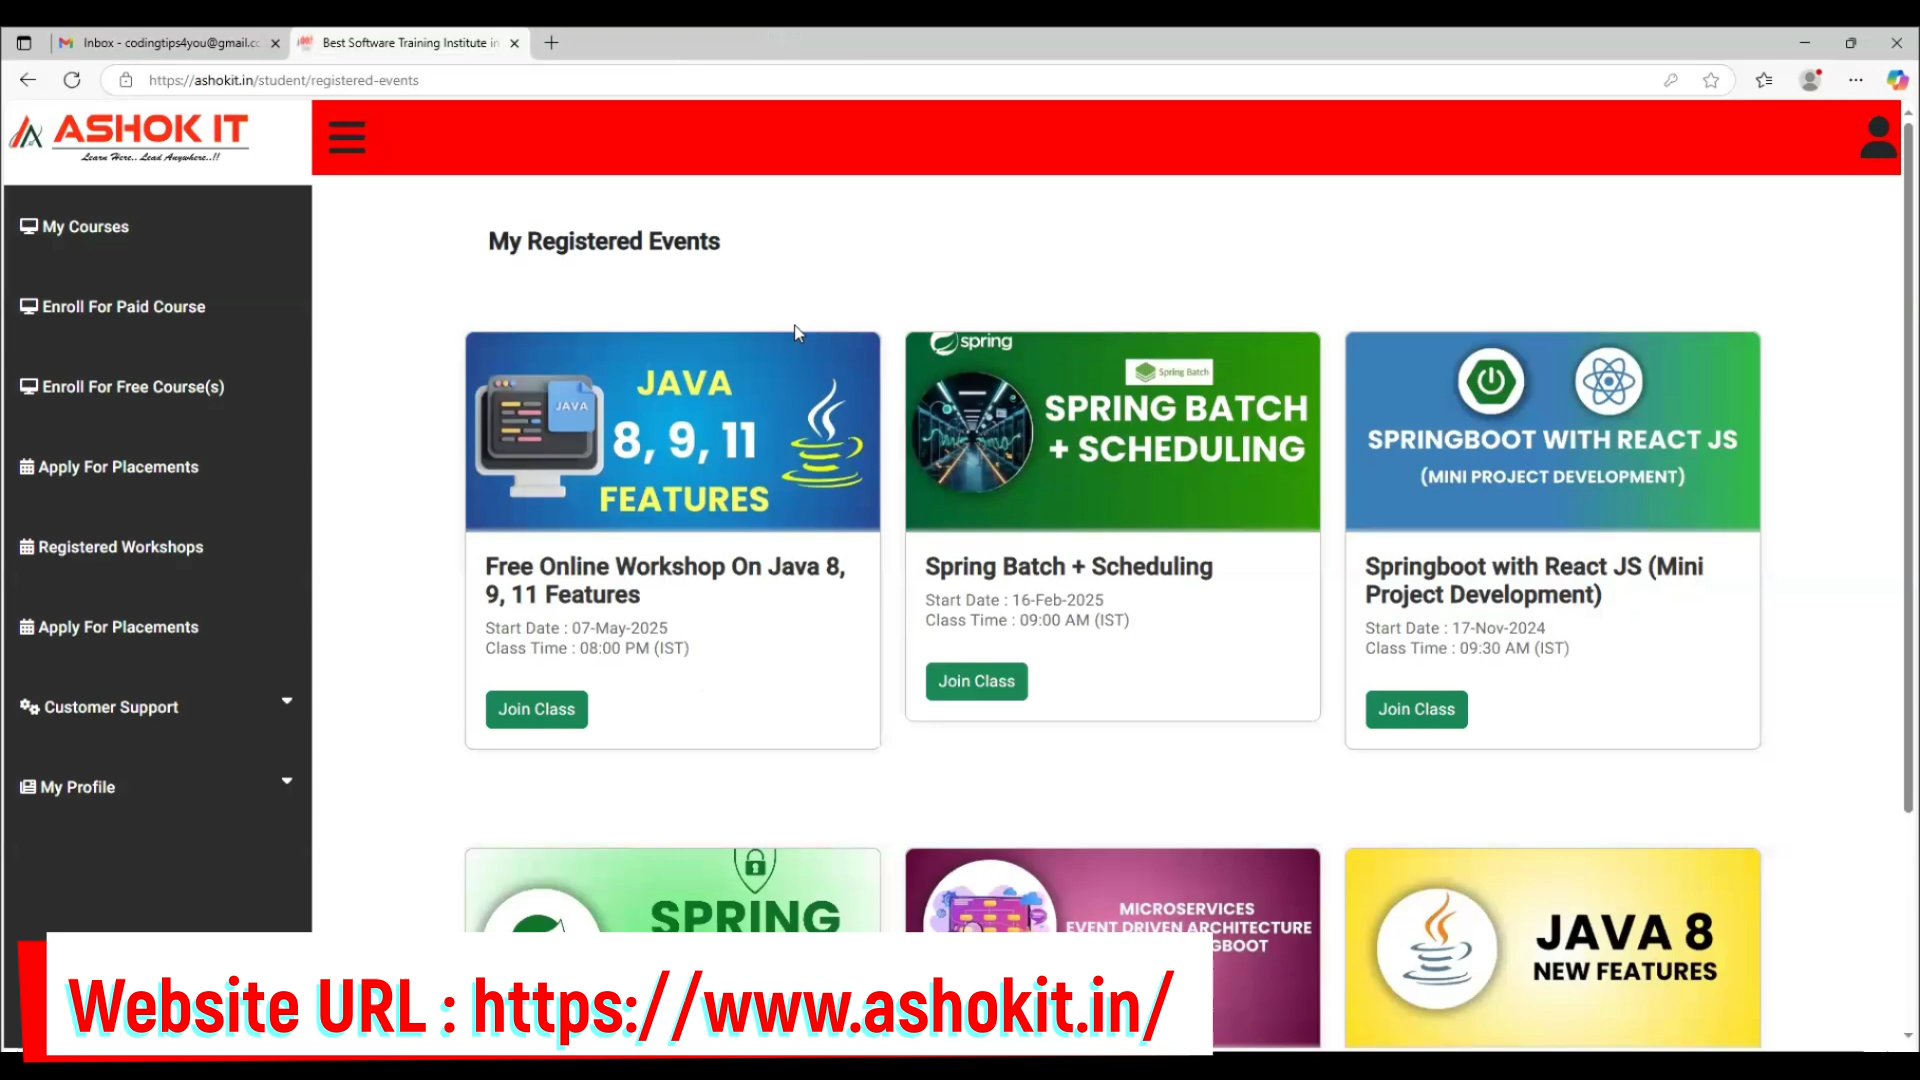 Inbox - codingtips4you@gmail.cc
Best Software Training Institute in
https://ashokit.in/student/registered-events
ASHOK IT
Learn Here.. Lead Anywhere..!!
My Courses
Enroll For Paid Course
Enroll For Free Course(s)
Apply For Placements
Registered Workshops
Apply For Placements
Customer Support
My Profile
My Registered Events
JAVA
JAVA
8, 9, 11
FEATURES
Free Online Workshop On Java 8,
9, 11 Features
Start Date : 07-May-2025
Class Time : 08:00 PM (IST)
Join Class
spring
Spring Batch
SPRING BATCH
+ SCHEDULING
Spring Batch + Scheduling
Start Date : 16-Feb-2025
Class Time : 09:00 AM (IST)
Join Class
SPRINGBOOT WITH REACT JS
(MINI PROJECT DEVELOPMENT)
Springboot with React JS (Mini
Project Development)
Start Date : 17-Nov-2024
Class Time : 09:30 AM (IST)
Join Class
SPRING
MICROSERVICES
EVENT DRIVEN ARCHITECTURE
GBOOT
JAVA 8
NEW FEATURES
Website URL : https://www.ashokit.in/